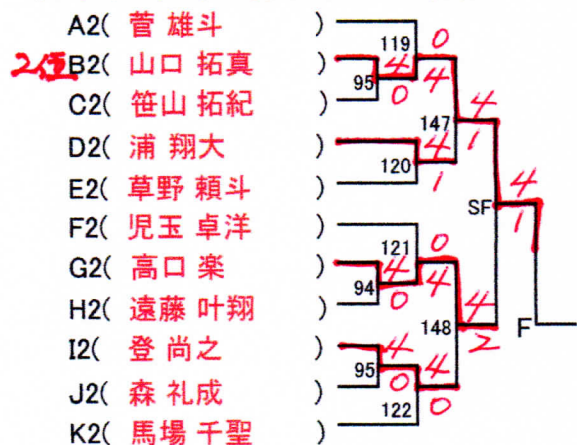 A2( 菅 雄斗 )
119 0
2位 B2( 山口 拓真 )
4 4
95 0
C2( 笹山 拓紀 )
4
147 1
D2( 浦 翔大 )
4
120 1
E2( 草野 頼斗 )
4
SF 1
F2( 児玉 卓洋 )
121 0
G2( 高口 楽 )
4 4
94 0
H2( 遠藤 叶翔 )
4
148 2
F
I2( 登 尚之 )
4
95 0 4
J2( 森 礼成 )
122 0
K2( 馬場 千聖 )